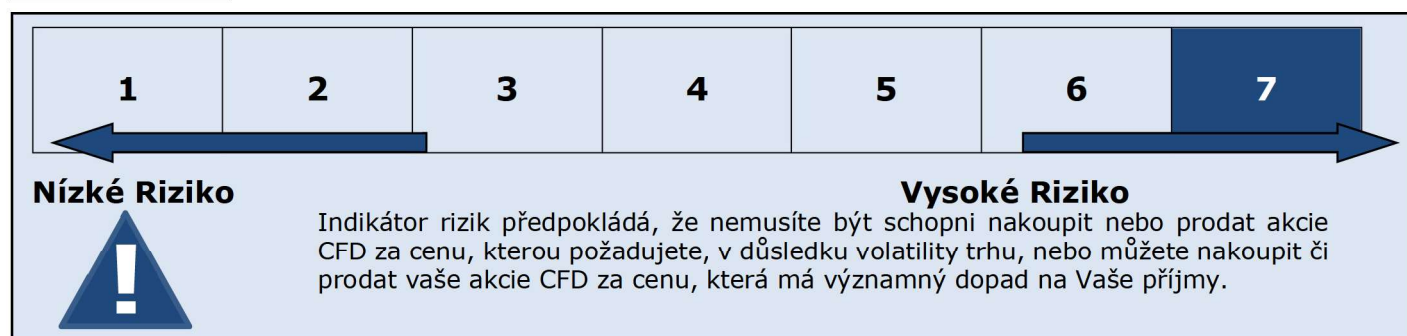 1 2 3 4 5 6 7
Nízké Riziko Vysoké Riziko
Indikátor rizik předpokládá, že nemusíte být schopni nakoupit nebo prodat akcie
CFD za cenu, kterou požadujete, v důsledku volatility trhu, nebo můžete nakoupit či
prodat vaše akcie CFD za cenu, která má významný dopad na Vaše příjmy.
!